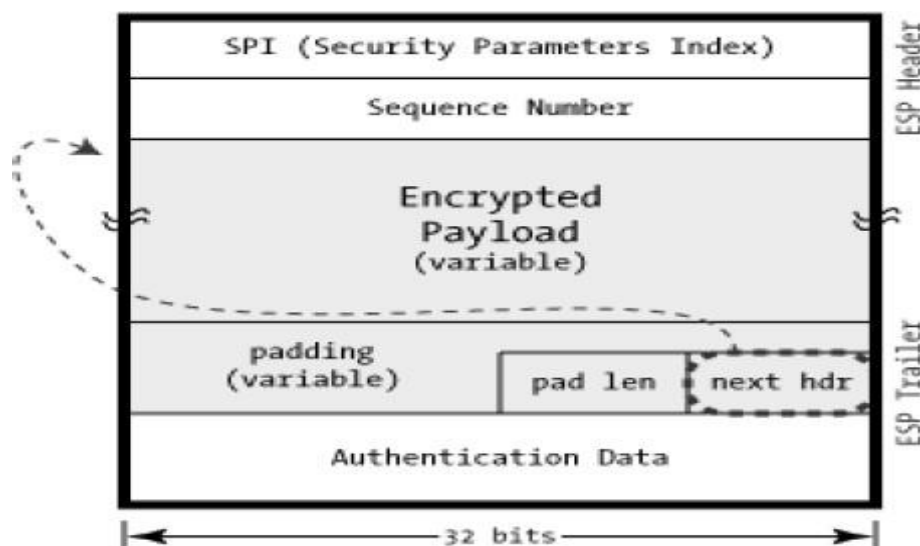 SPI (Security Parameters Index)
Sequence Number
ESP Header
Encrypted
Payload
(variable)
padding
(variable)
pad len
next hdr
ESP Trailer
Authentication Data
32 bits